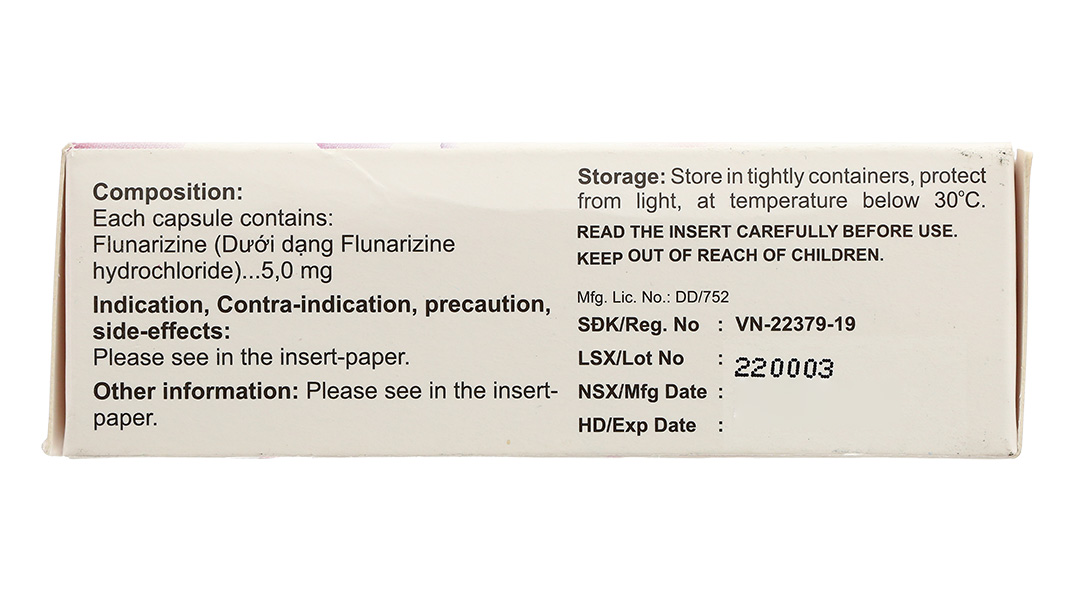 Composition:
Each capsule contains:
Flunarizine (Dưới dạng Flunarizine
hydrochloride)...5,0 mg
Indication, Contra-indication, precaution,
side-effects:
Please see in the insert-paper.
Other information: Please see in the insert-
paper.
Storage: Store in tightly containers, protect
from light, at temperature below 30°C.
READ THE INSERT CAREFULLY BEFORE USE.
KEEP OUT OF REACH OF CHILDREN.
Mfg. Lic. No.: DD/752
SĐK/Reg. No : VN-22379-19
LSX/Lot No : 220003
NSX/Mfg Date :
HD/Exp Date :